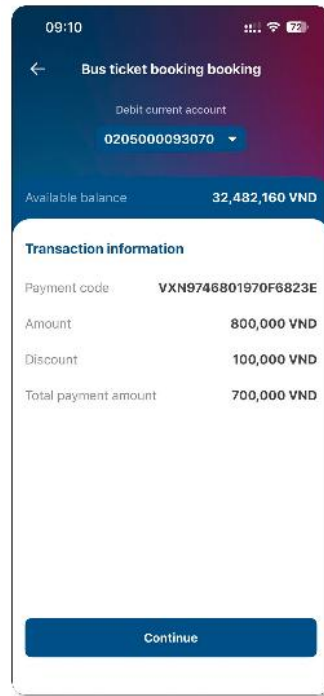 09:10
72
Bus ticket booking booking
Debit current account
0205000093070
Available balance 32,482,160 VND
Transaction information
Payment code VXN9746801970F6823E
Amount 800,000 VND
Discount 100,000 VND
Total payment amount 700,000 VND
Continue